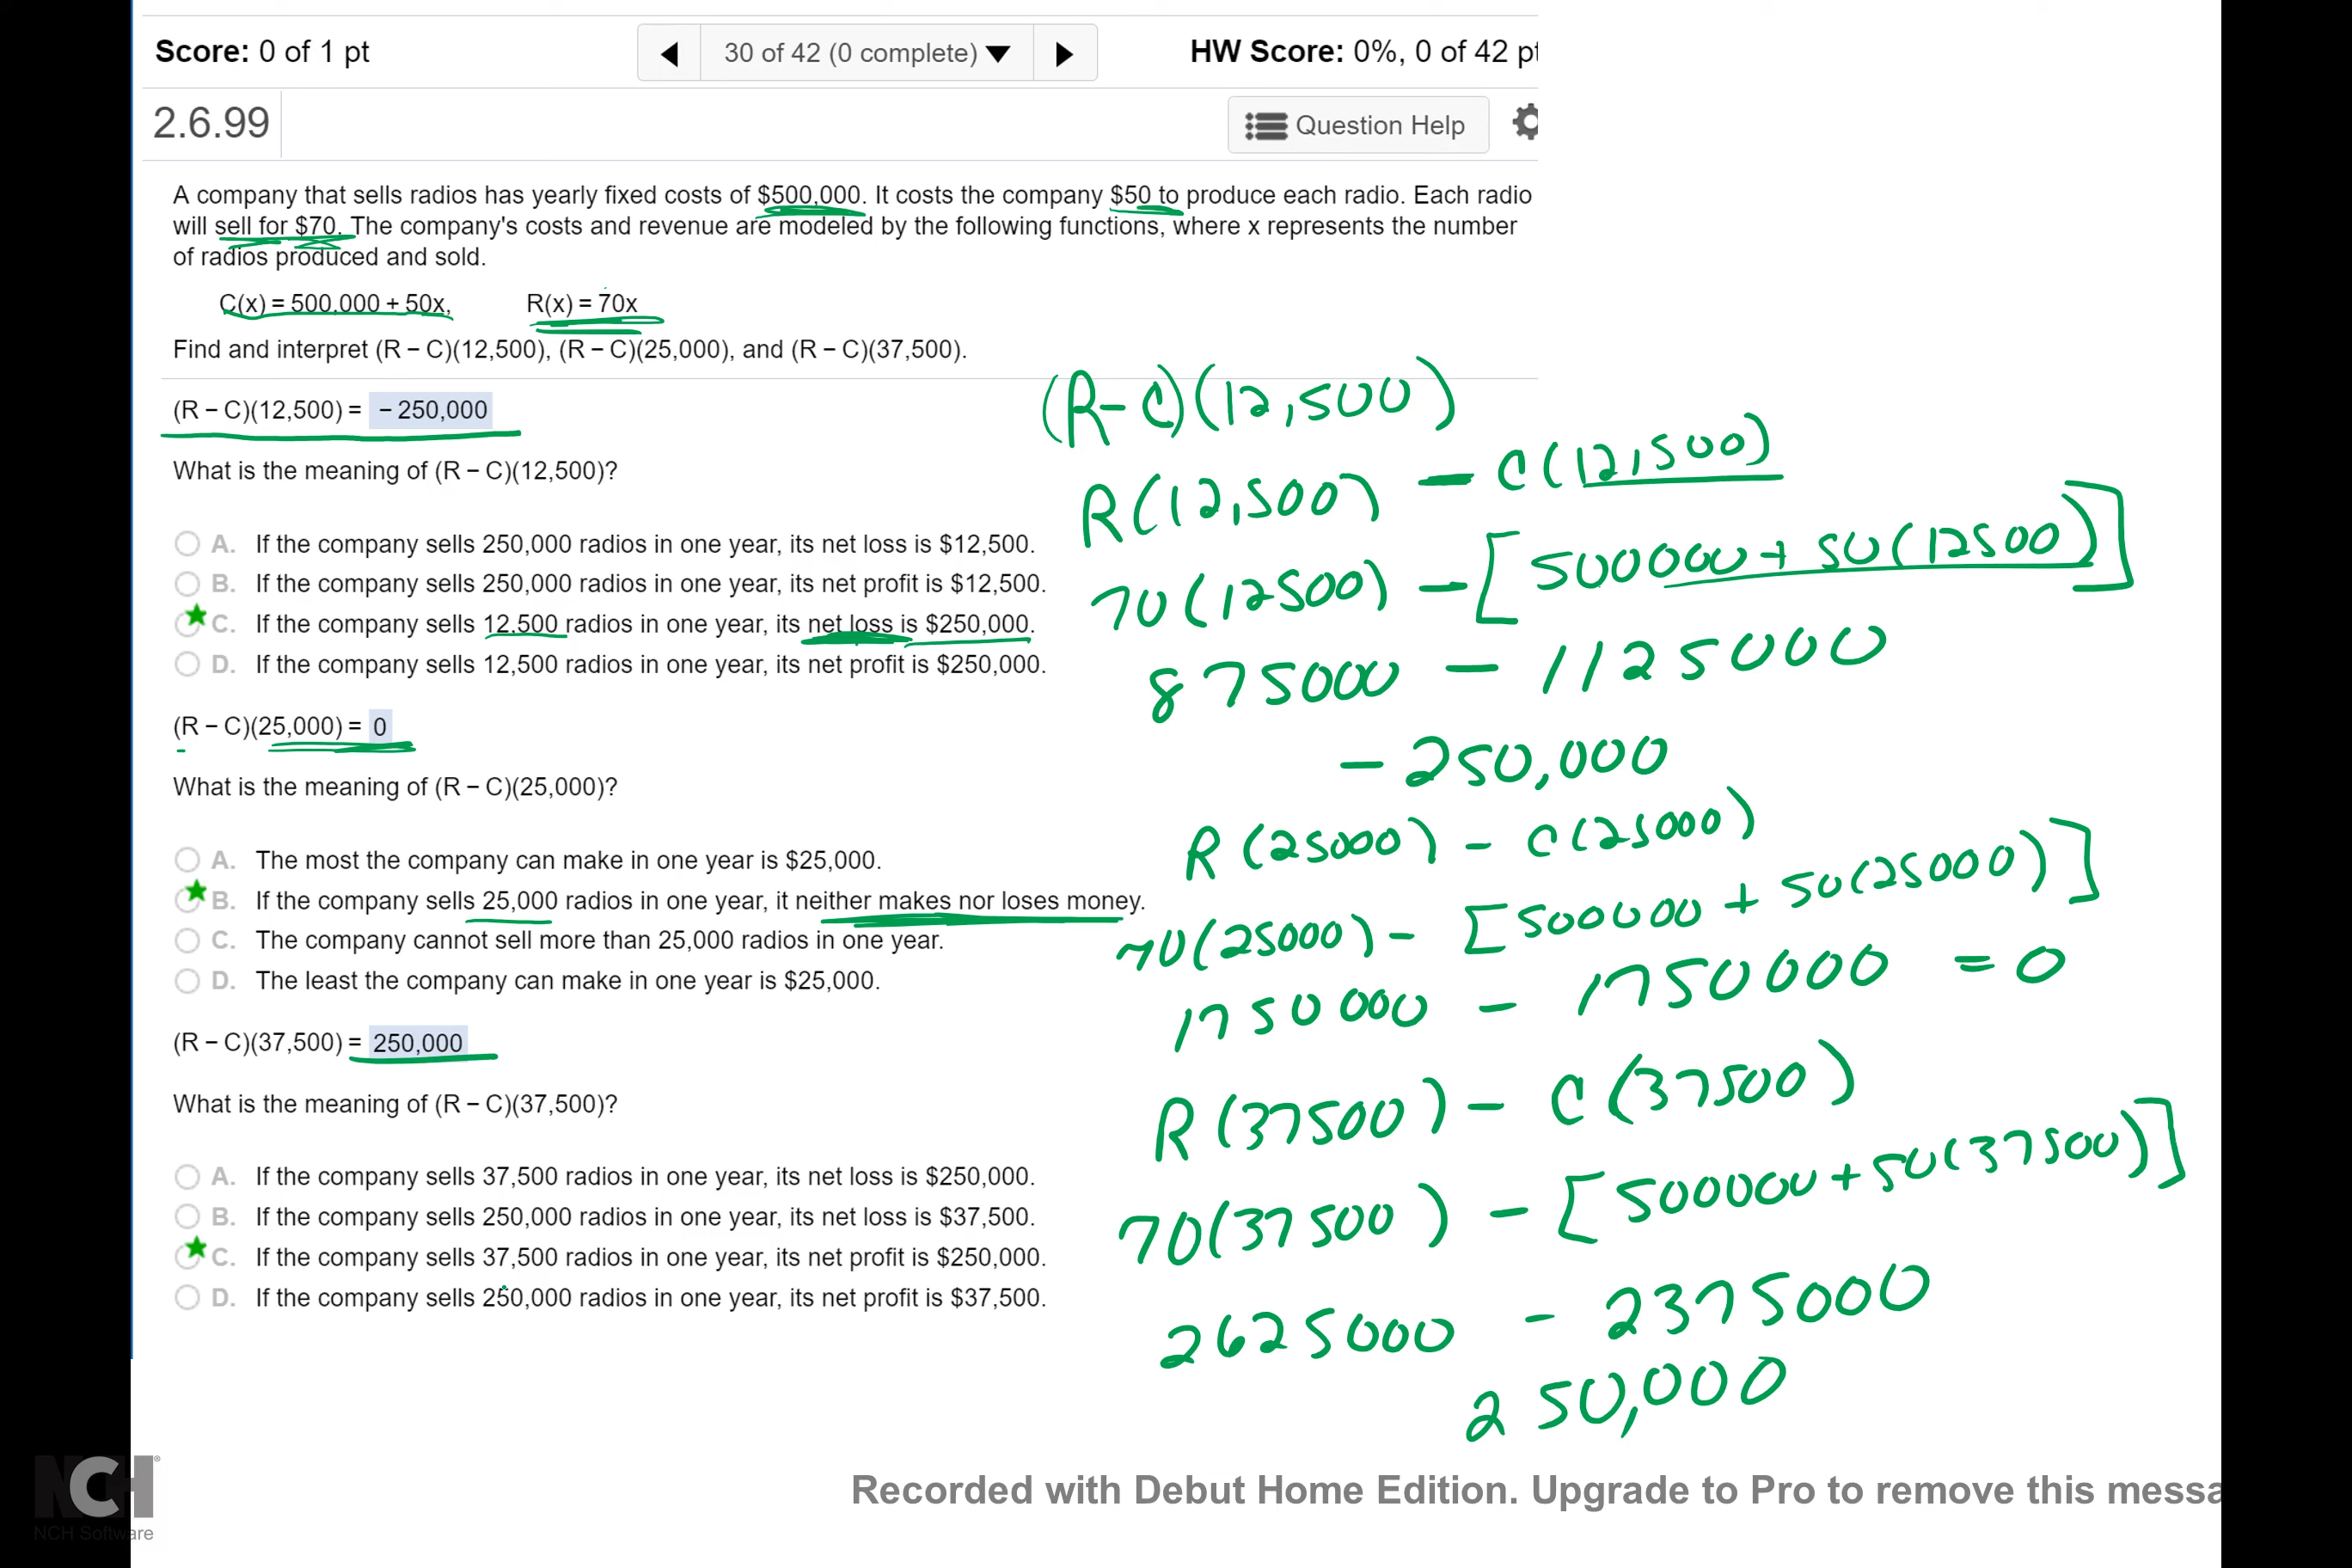 Score: 0 of 1 pt
30 of 42 (0 complete)
HW Score: 0%, 0 of 42 pt
2.6.99
Question Help
A company that sells radios has yearly fixed costs of $500,000. It costs the company $50 to produce each radio. Each radio
will sell for $70. The company's costs and revenue are modeled by the following functions, where x represents the number
of radios produced and sold.
C(x) = 500,000 + 50x, R(x) = 70x
Find and interpret (R − C)(12,500), (R − C)(25,000), and (R − C)(37,500).
(R − C)(12,500) = − 250,000
What is the meaning of (R − C)(12,500)?
A. If the company sells 250,000 radios in one year, its net loss is $12,500.
B. If the company sells 250,000 radios in one year, its net profit is $12,500.
C. If the company sells 12,500 radios in one year, its net loss is $250,000.
D. If the company sells 12,500 radios in one year, its net profit is $250,000.
(R − C)(25,000) = 0
What is the meaning of (R − C)(25,000)?
A. The most the company can make in one year is $25,000.
B. If the company sells 25,000 radios in one year, it neither makes nor loses money.
C. The company cannot sell more than 25,000 radios in one year.
D. The least the company can make in one year is $25,000.
(R − C)(37,500) = 250,000
What is the meaning of (R − C)(37,500)?
A. If the company sells 37,500 radios in one year, its net loss is $250,000.
B. If the company sells 250,000 radios in one year, its net loss is $37,500.
C. If the company sells 37,500 radios in one year, its net profit is $250,000.
D. If the company sells 250,000 radios in one year, its net profit is $37,500.
(R-C)(12,500)
R(12,500) - C(12,500)
70(12500) - [500000 + 50(12500)]
875000 - 1125000
- 250,000
R(25000) - C(25000)
70(25000) - [500000 + 50(25000)]
1750000 - 1750000 = 0
R(37500) - C(37500)
70(37500) - [500000 + 50(37500)]
2625000 - 2375000
250,000
NCH
NCH Software
Recorded with Debut Home Edition. Upgrade to Pro to remove this messa